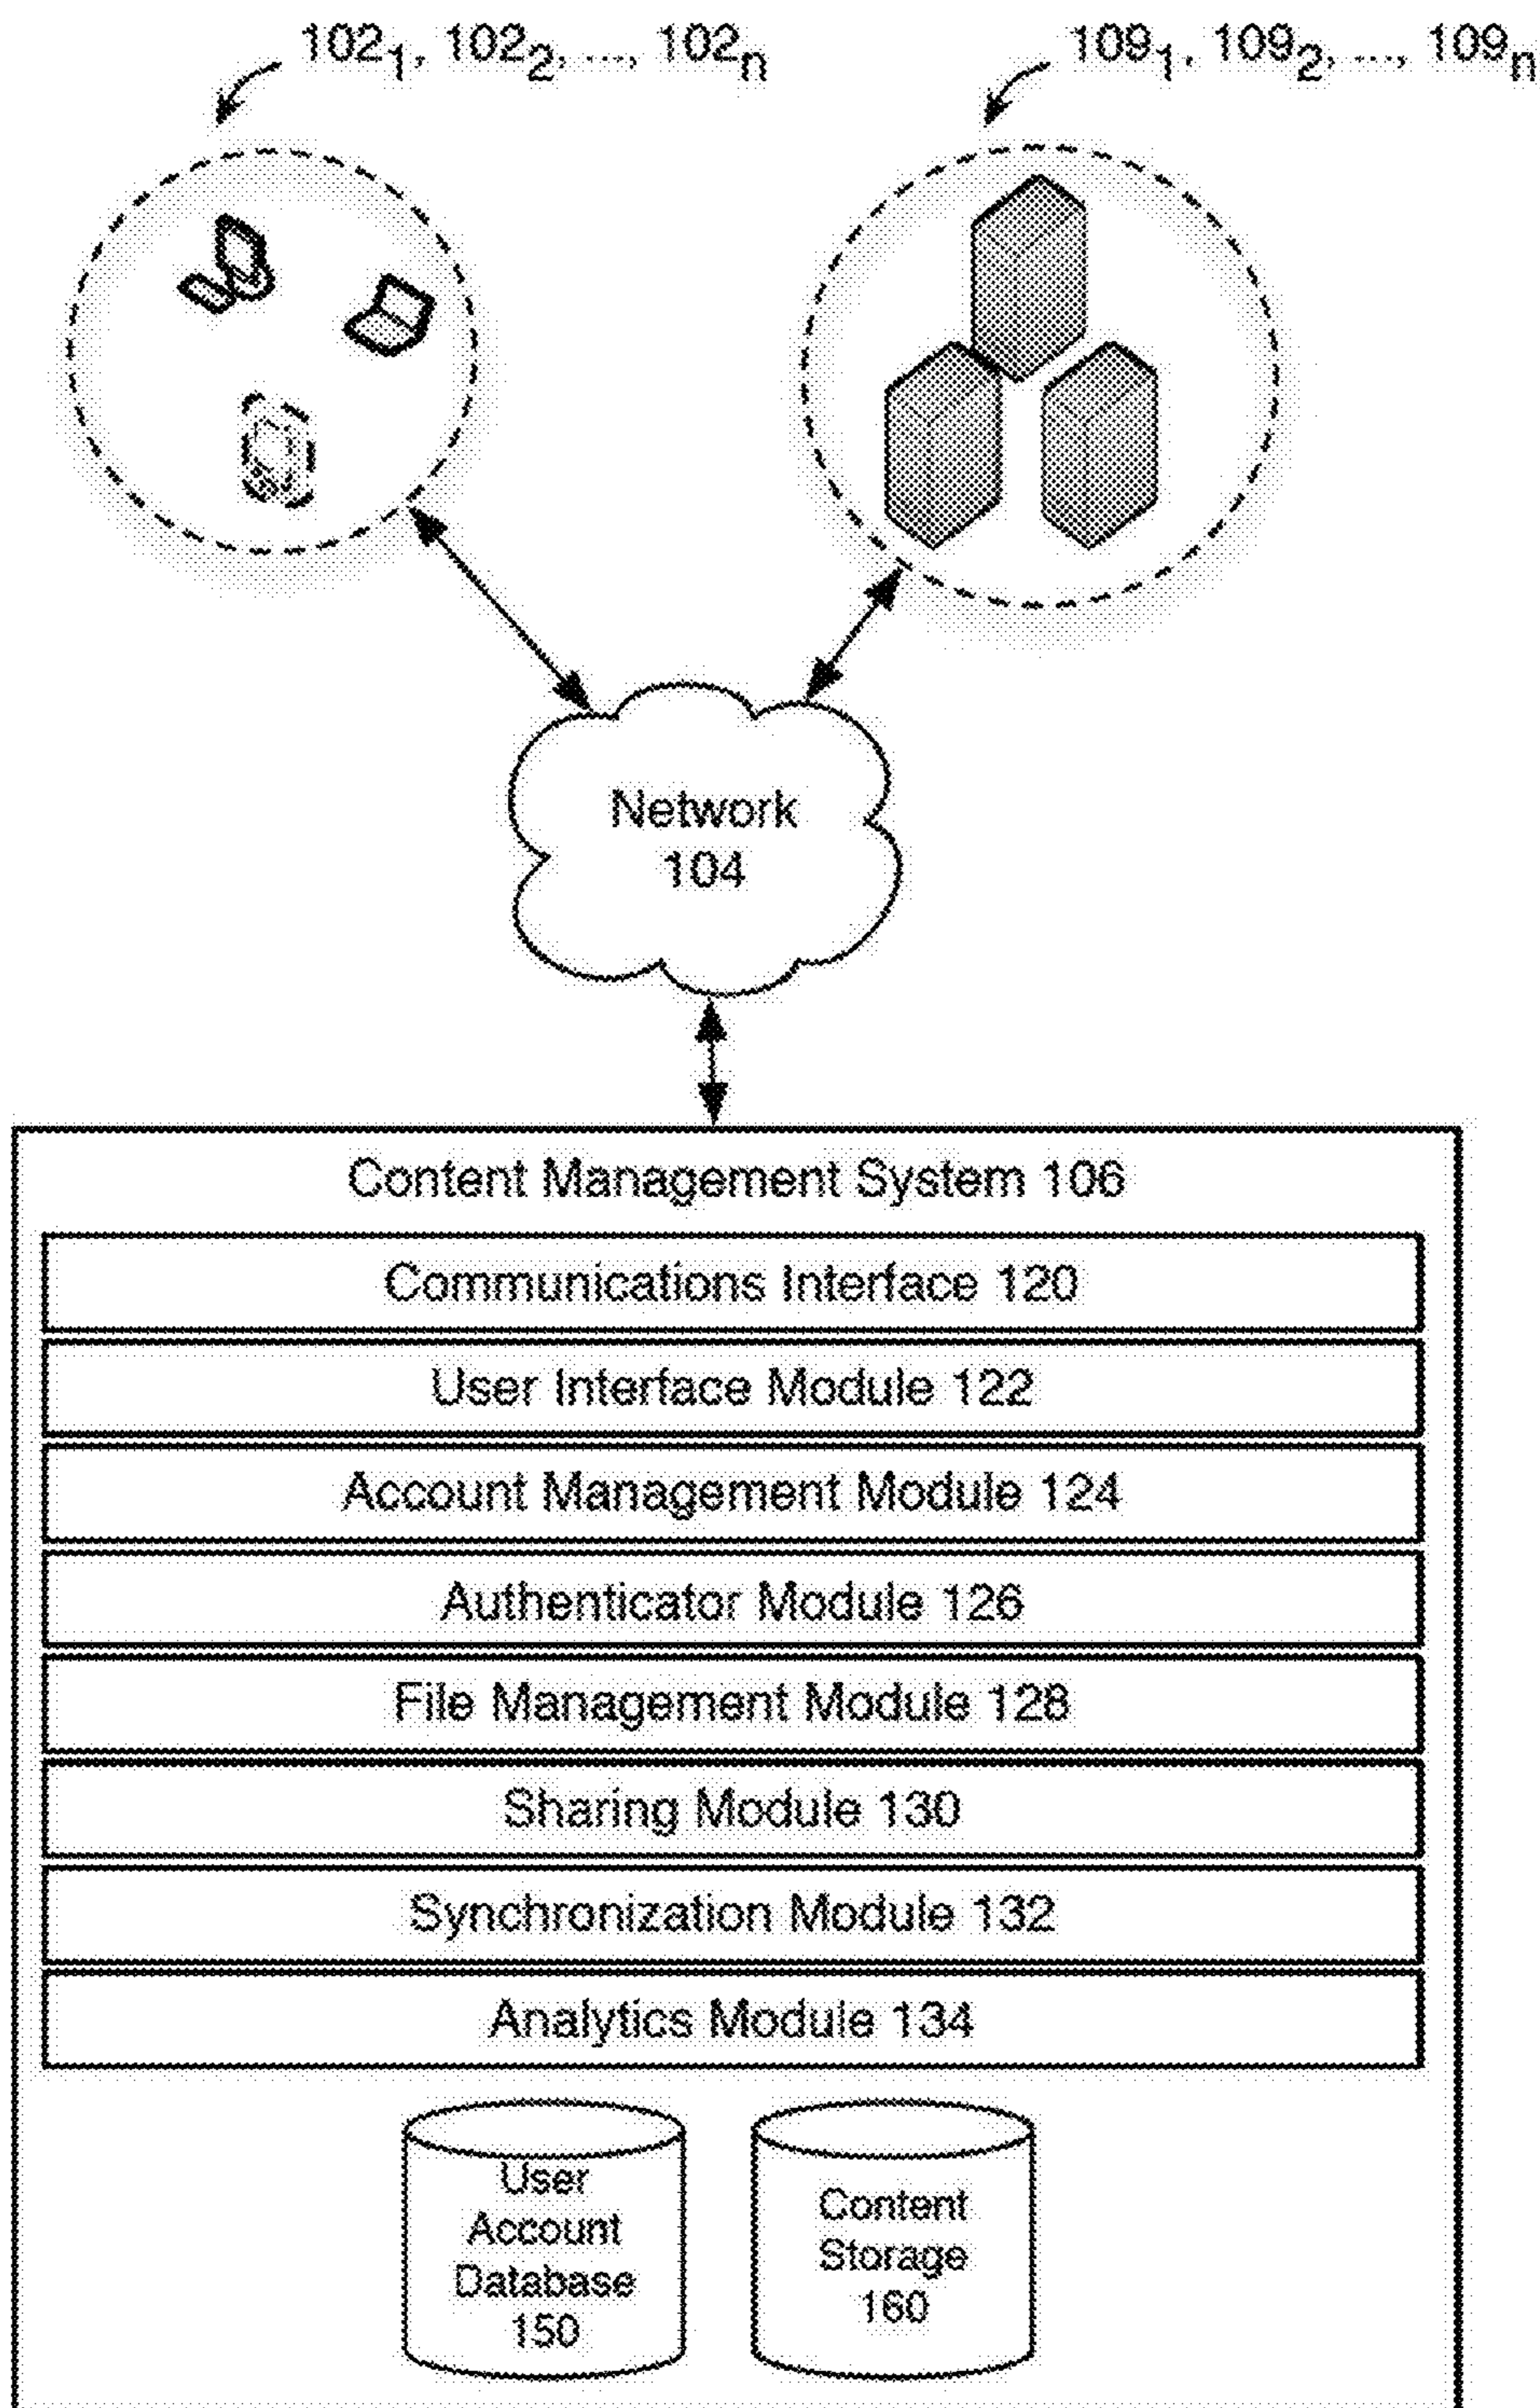 102₁, 102₂, ..., 102ₙ
109₁, 109₂, ..., 109ₙ
Network
104
Content Management System 106
Communications Interface 120
User Interface Module 122
Account Management Module 124
Authenticator Module 126
File Management Module 128
Sharing Module 130
Synchronization Module 132
Analytics Module 134
User
Account
Database
150
Content
Storage
160